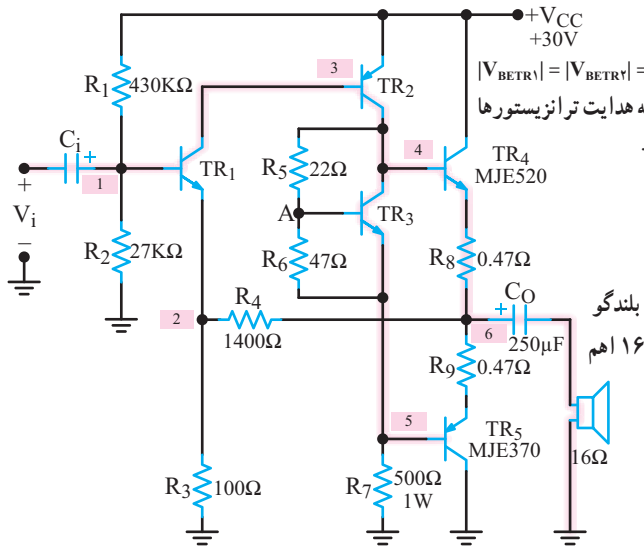 +VCC
+30V
|VBETR۱| = |VBETR۲| =
ه هدایت ترانزیستورها
R1 430KΩ
3
TR2
Ci
+
1
TR1
R5 22Ω
4
TR4
MJE520
+
Vi
−
A
TR3
R2 27KΩ
R6 47Ω
R8 0.47Ω
2
R4
1400Ω
+
CO
6
250µF
بلندگو
۱۶ اهم
R9 0.47Ω
5
TR5
MJE370
16Ω
R3 100Ω
R7 500Ω
1W